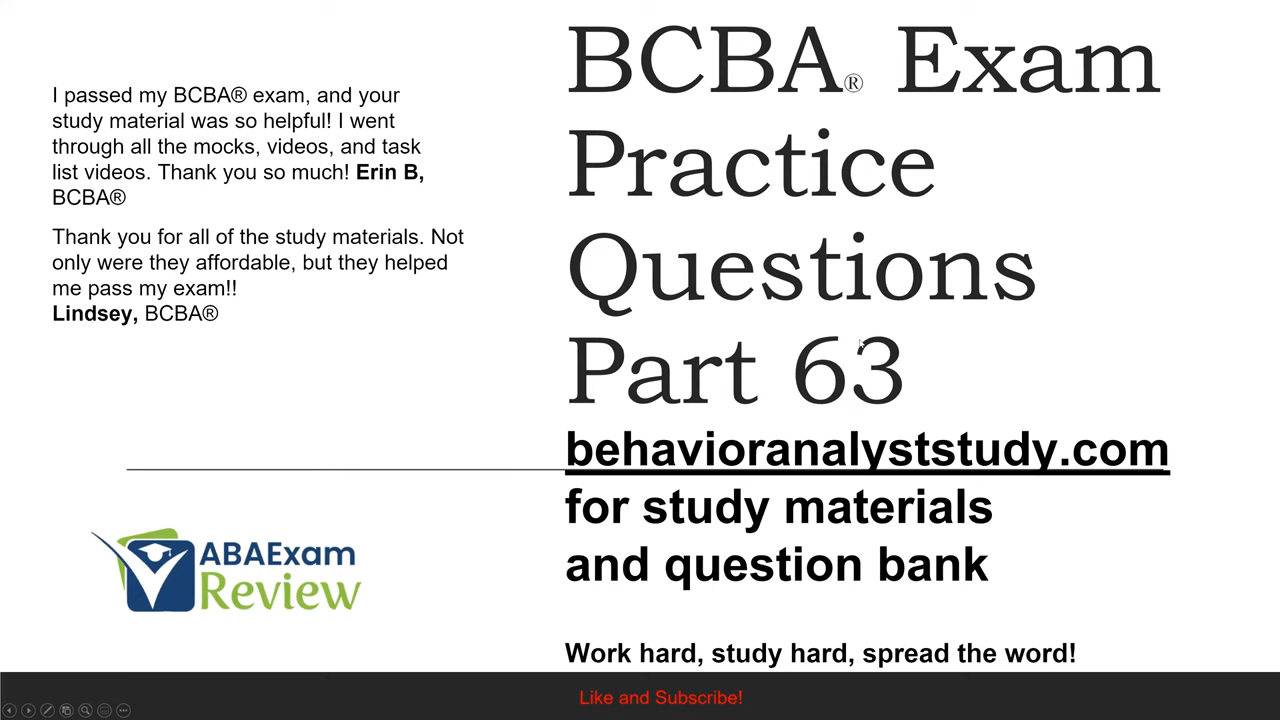 I passed my BCBA® exam, and your
study material was so helpful! I went
through all the mocks, videos, and task
list videos. Thank you so much! Erin B,
BCBA®
Thank you for all of the study materials. Not
only were they affordable, but they helped
me pass my exam!!
Lindsey, BCBA®
ABAExam
Review
BCBA® Exam
Practice
Questions
Part 63
behavioranalyststudy.com
for study materials
and question bank
Work hard, study hard, spread the word!
Like and Subscribe!